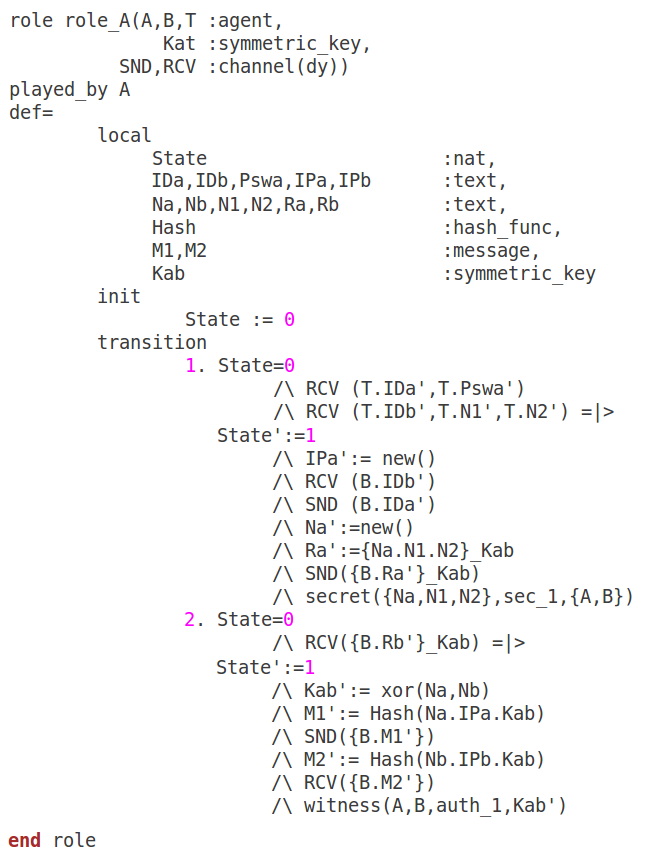 role role_A(A,B,T :agent,
Kat :symmetric_key,
SND,RCV :channel(dy))
played_by A
def=
local
State :nat,
IDa,IDb,Pswa,IPa,IPb :text,
Na,Nb,N1,N2,Ra,Rb :text,
Hash :hash_func,
M1,M2 :message,
Kab :symmetric_key
init
State := 0
transition
1. State=0
/\ RCV (T.IDa',T.Pswa')
/\ RCV (T.IDb',T.N1',T.N2') =|>
State':=1
/\ IPa':= new()
/\ RCV (B.IDb')
/\ SND (B.IDa')
/\ Na':=new()
/\ Ra':={Na.N1.N2}_Kab
/\ SND({B.Ra'}_Kab)
/\ secret({Na,N1,N2},sec_1,{A,B})
2. State=0
/\ RCV({B.Rb'}_Kab) =|>
State':=1
/\ Kab':= xor(Na,Nb)
/\ M1':= Hash(Na.IPa.Kab)
/\ SND({B.M1'})
/\ M2':= Hash(Nb.IPb.Kab)
/\ RCV({B.M2'})
/\ witness(A,B,auth_1,Kab')
end role